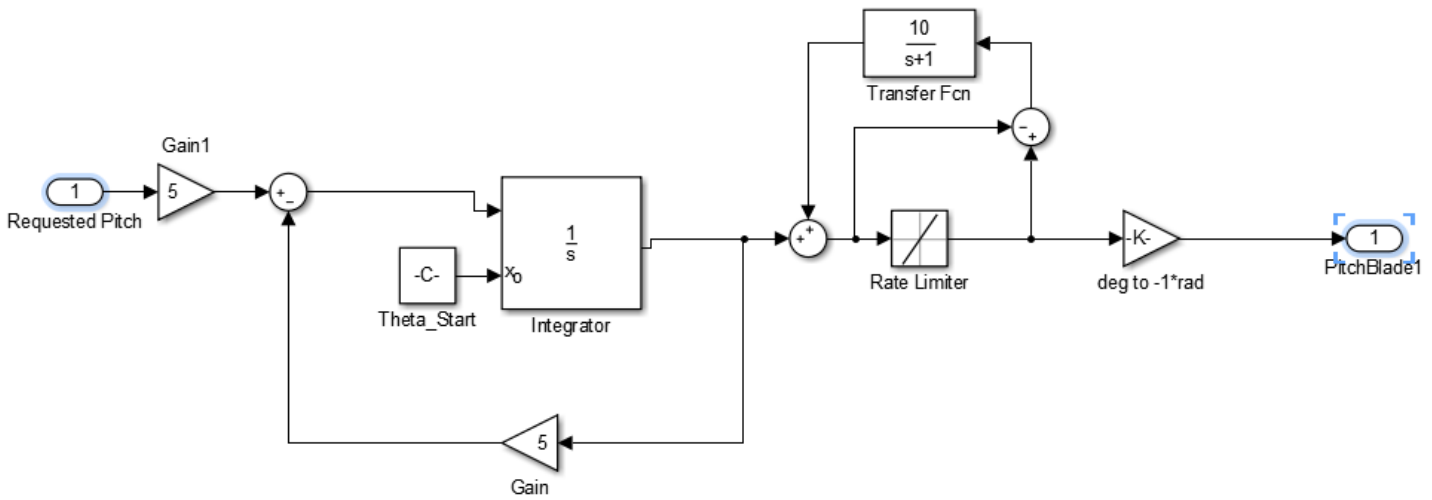 10
s+1
Transfer Fcn
Gain1
1
5
+
−
Requested Pitch
1
s
x0
Integrator
-C-
Theta_Start
+
+
−
+
Rate Limiter
-K-
deg to -1*rad
1
PitchBlade1
5
Gain